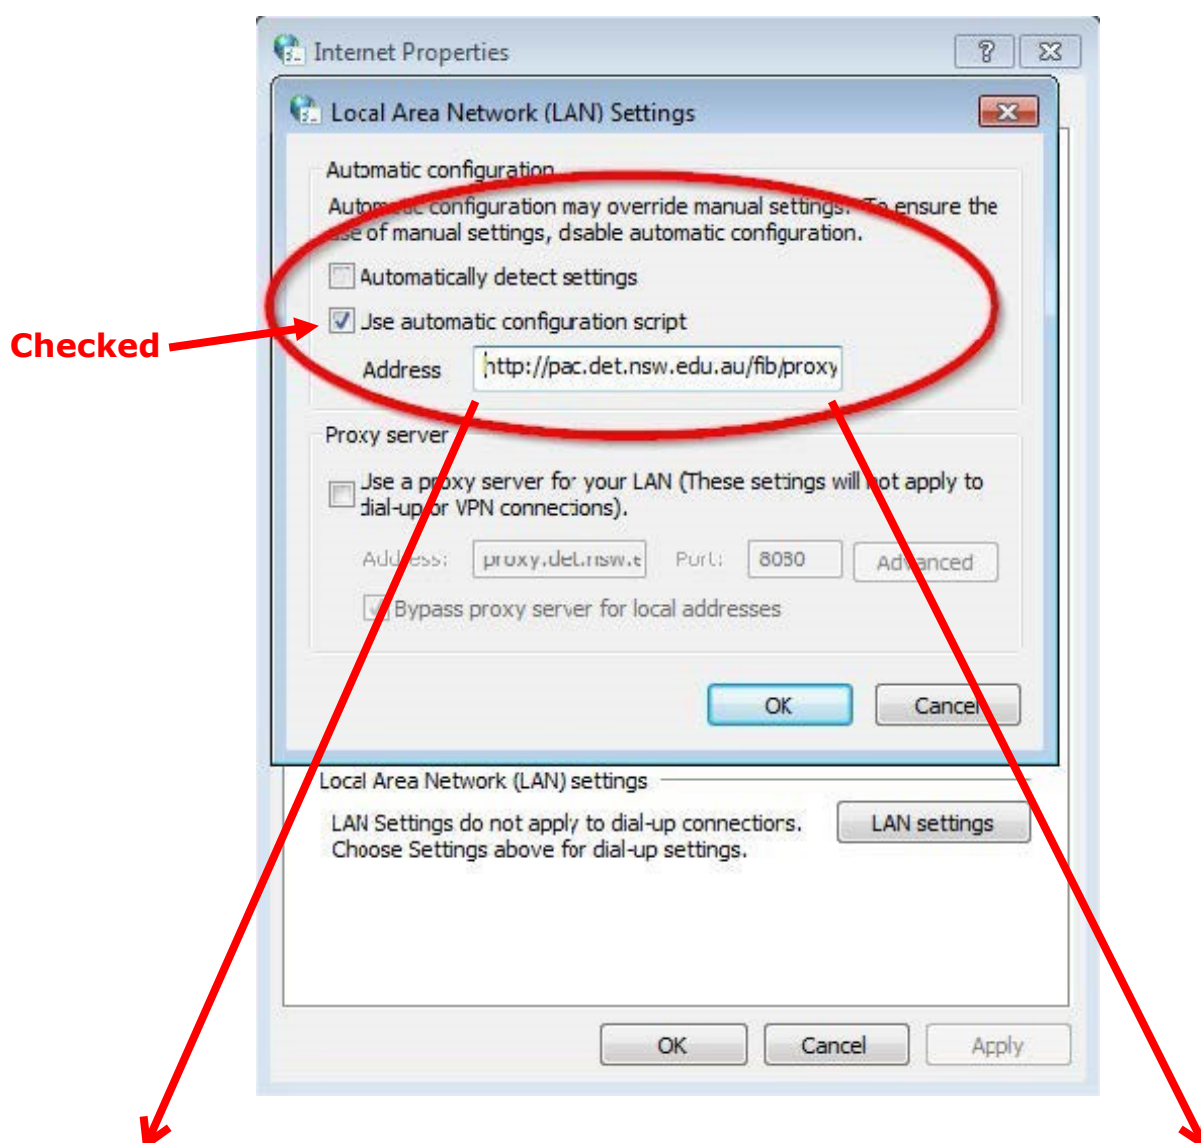 Internet Properties
Local Area Network (LAN) Settings
Automatic configuration
Automatic configuration may override manual settings. To ensure the
use of manual settings, disable automatic configuration.
Automatically detect settings
Checked
Use automatic configuration script
Address http://pac.det.nsw.edu.au/fib/proxy
Proxy server
Use a proxy server for your LAN (These settings will not apply to
dial-up or VPN connections).
Address: proxy.det.nsw.e Port: 8080 Advanced
Bypass proxy server for local addresses
OK Cancel
Local Area Network (LAN) settings
LAN Settings do not apply to dial-up connections. LAN settings
Choose Settings above for dial-up settings.
OK Cancel Apply